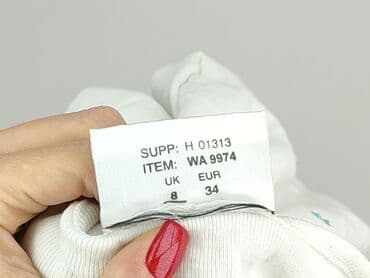 SUPP: H 01313
ITEM: WA 9974
UK EUR
8 34